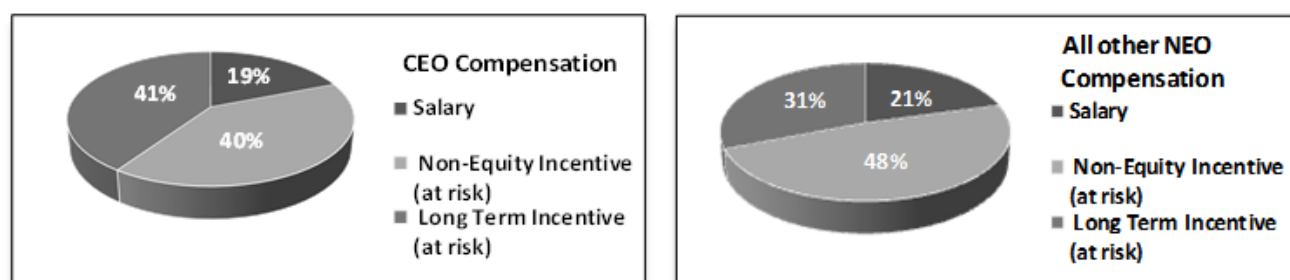 CEO Compensation
19%
41%
40%
Salary
Non-Equity Incentive
(at risk)
Long Term Incentive
(at risk)
All other NEO
Compensation
31%
21%
48%
Salary
Non-Equity Incentive
(at risk)
Long Term Incentive
(at risk)